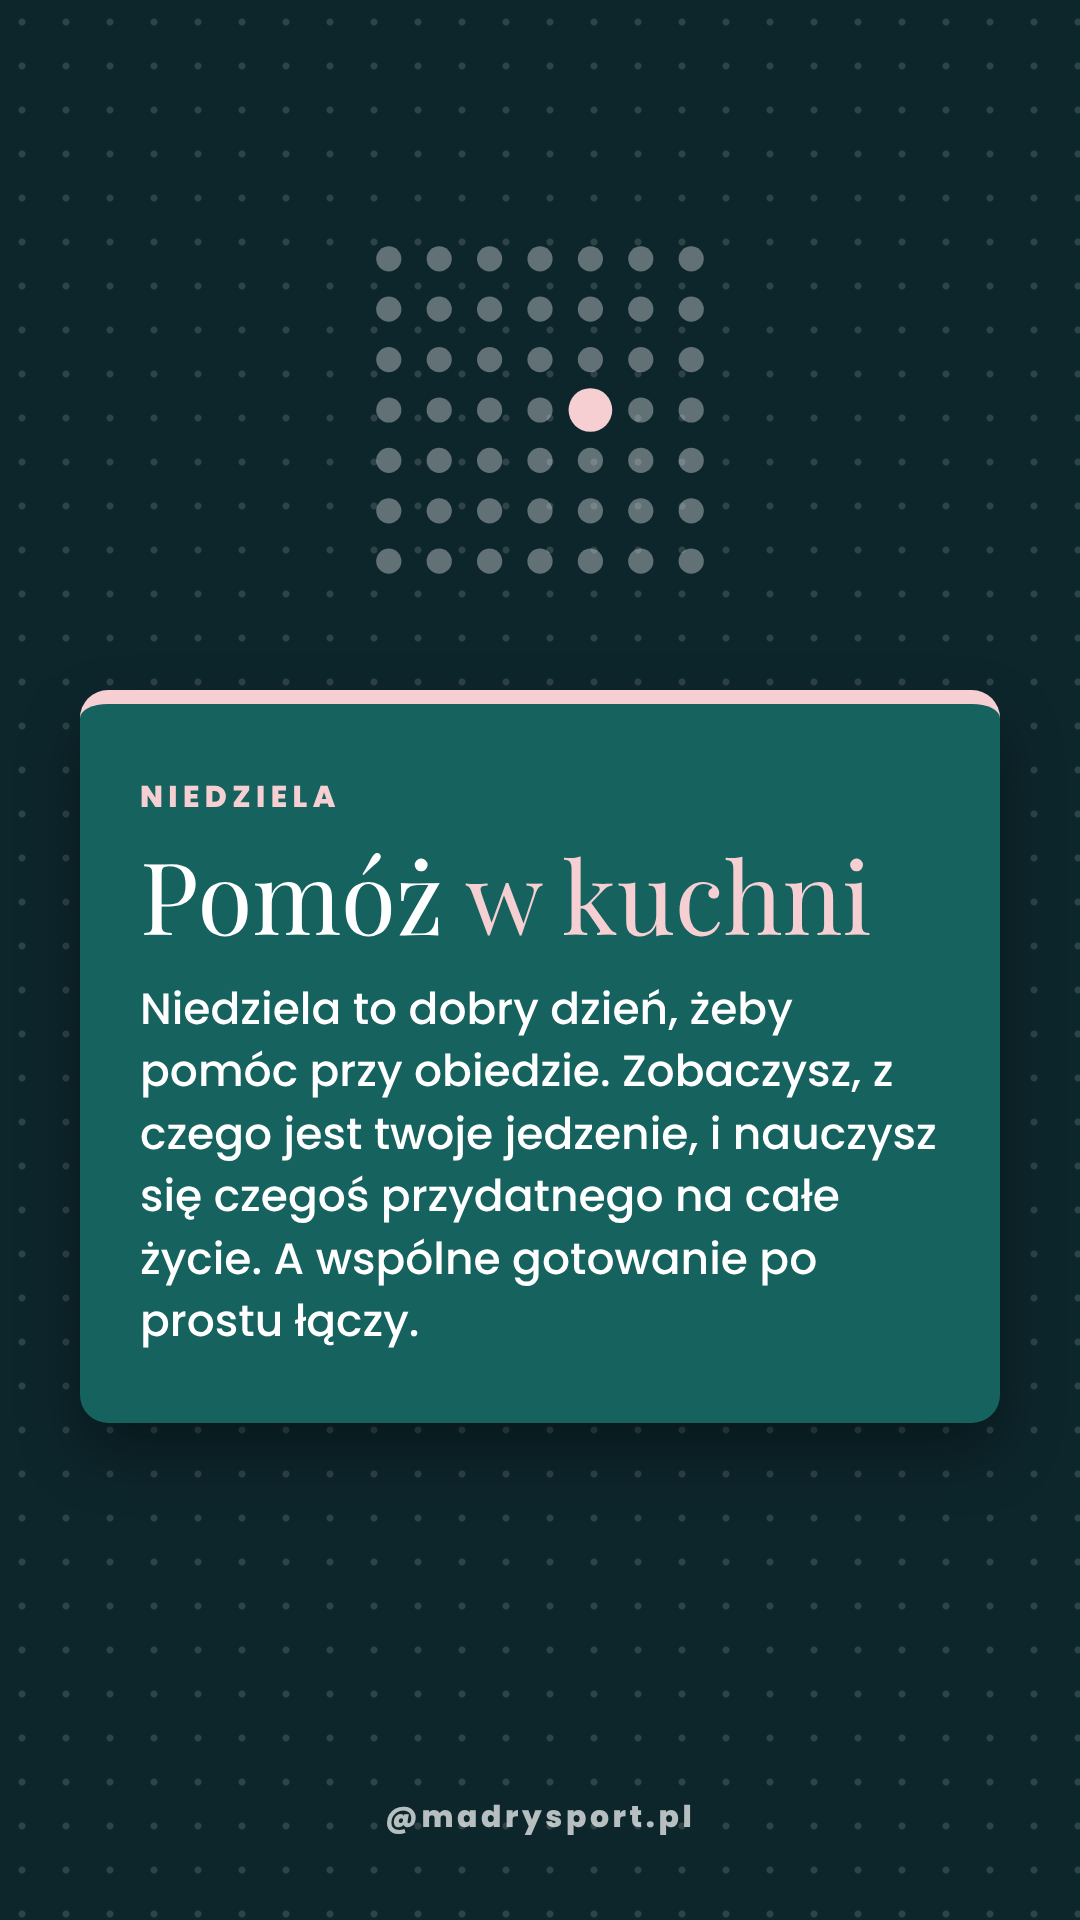 NIEDZIELA
Pomóż w kuchni
Niedziela to dobry dzień, żeby
pomóc przy obiedzie. Zobaczysz, z
czego jest twoje jedzenie, i nauczysz
się czegoś przydatnego na całe
życie. A wspólne gotowanie po
prostu łączy.
@madrysport.pl